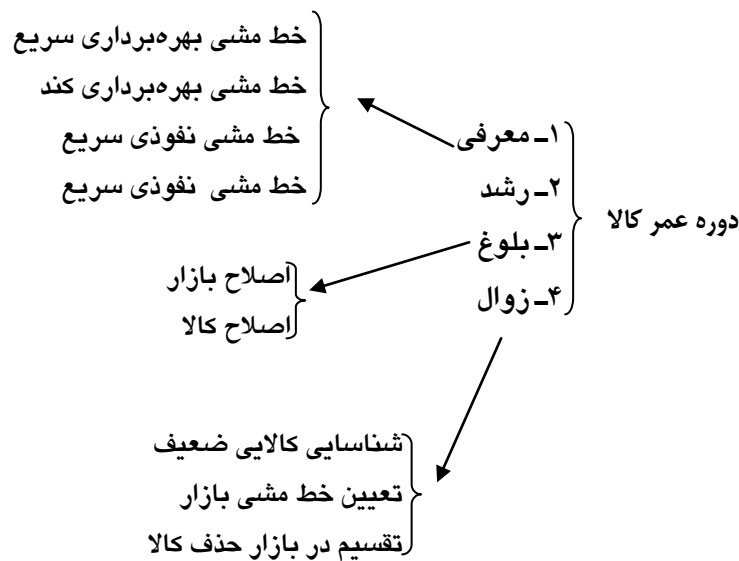 دوره عمر کالا
۱ـ معرفی
۲ـ رشد
۳ـ بلوغ
۴ـ زوال
خط مشی بهره‌برداری سریع
خط مشی بهره‌برداری کند
خط مشی نفوذی سریع
خط مشی نفوذی سریع
اصلاح بازار
اصلاح کالا
شناسایی کالایی ضعیف
تعیین خط مشی بازار
تقسیم در بازار حذف کالا